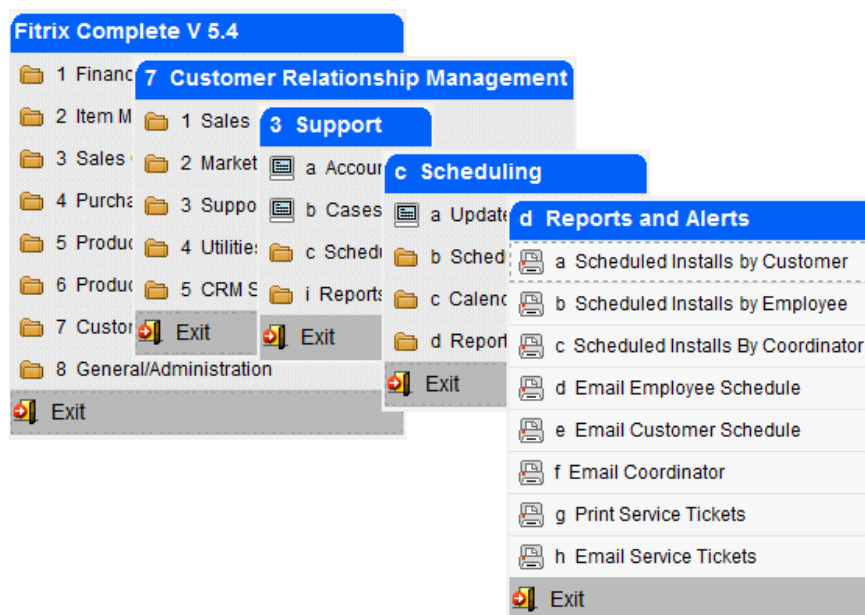 Fitrix Complete V 5.4
1 Financ
2 Item M
3 Sales
4 Purcha
5 Produc
6 Produc
7 Custor
8 General/Administration
Exit
7 Customer Relationship Management
1 Sales
2 Market
3 Suppo
4 Utilitie
5 CRM S
Exit
3 Support
a Accour
b Cases
c Schedu
i Reports
Exit
c Scheduling
a Update
b Sched
c Calenc
d Report
Exit
d Reports and Alerts
a Scheduled Installs by Customer
b Scheduled Installs by Employee
c Scheduled Installs By Coordinator
d Email Employee Schedule
e Email Customer Schedule
f Email Coordinator
g Print Service Tickets
h Email Service Tickets
Exit